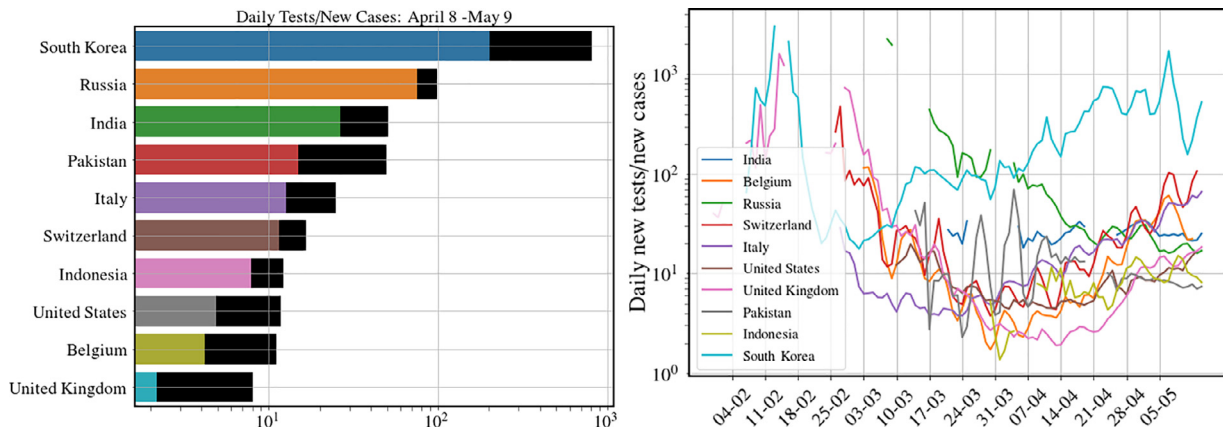 Daily Tests/New Cases: April 8 -May 9
South Korea
Russia
India
Pakistan
Italy
Switzerland
Indonesia
United States
Belgium
United Kingdom
10¹ 10² 10³
Daily new tests/new cases
10³
10²
10¹
10⁰
India
Belgium
Russia
Switzerland
Italy
United States
United Kingdom
Pakistan
Indonesia
South Korea
04-02 11-02 18-02 25-02 03-03 10-03 17-03 24-03 31-03 07-04 14-04 21-04 28-04 05-05